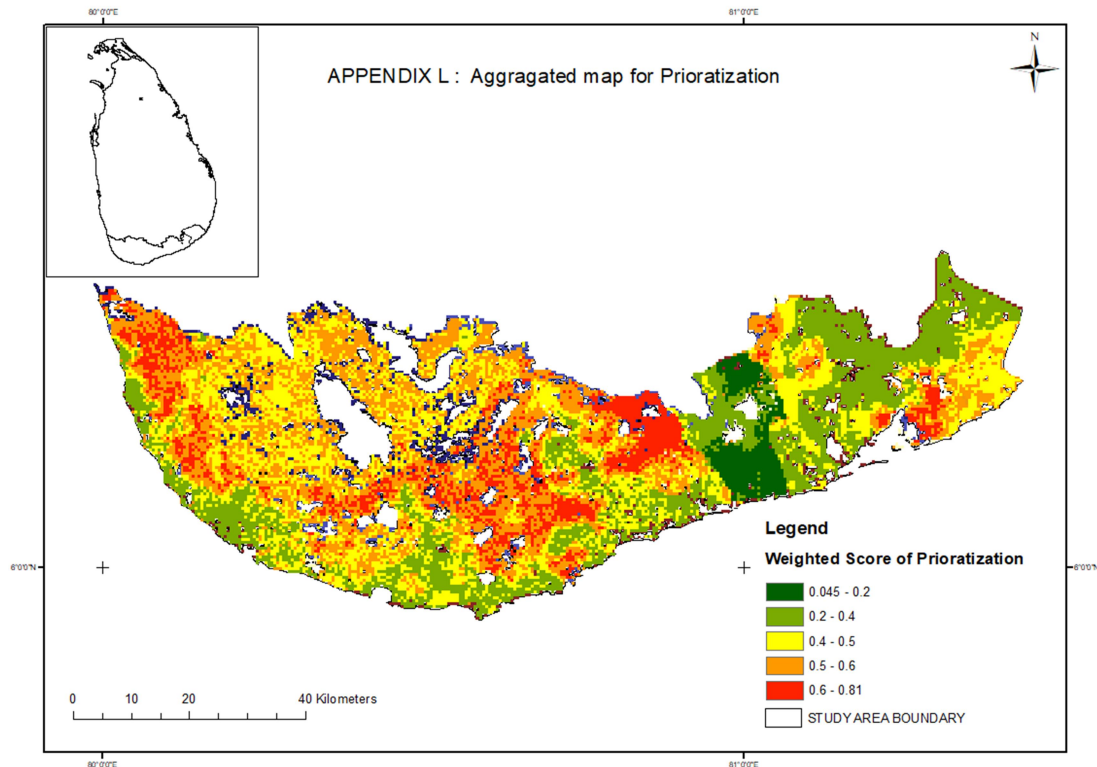 80°0'0"E 81°0'0"E
N
APPENDIX L : Aggragated map for Prioratization
Legend
Weighted Score of Prioratization
6°0'0"N 6°0'0"N
0.045 - 0.2
0.2 - 0.4
0.4 - 0.5
0.5 - 0.6
0.6 - 0.81
STUDY AREA BOUNDARY
0 10 20 40 Kilometers
80°0'0"E 81°0'0"E